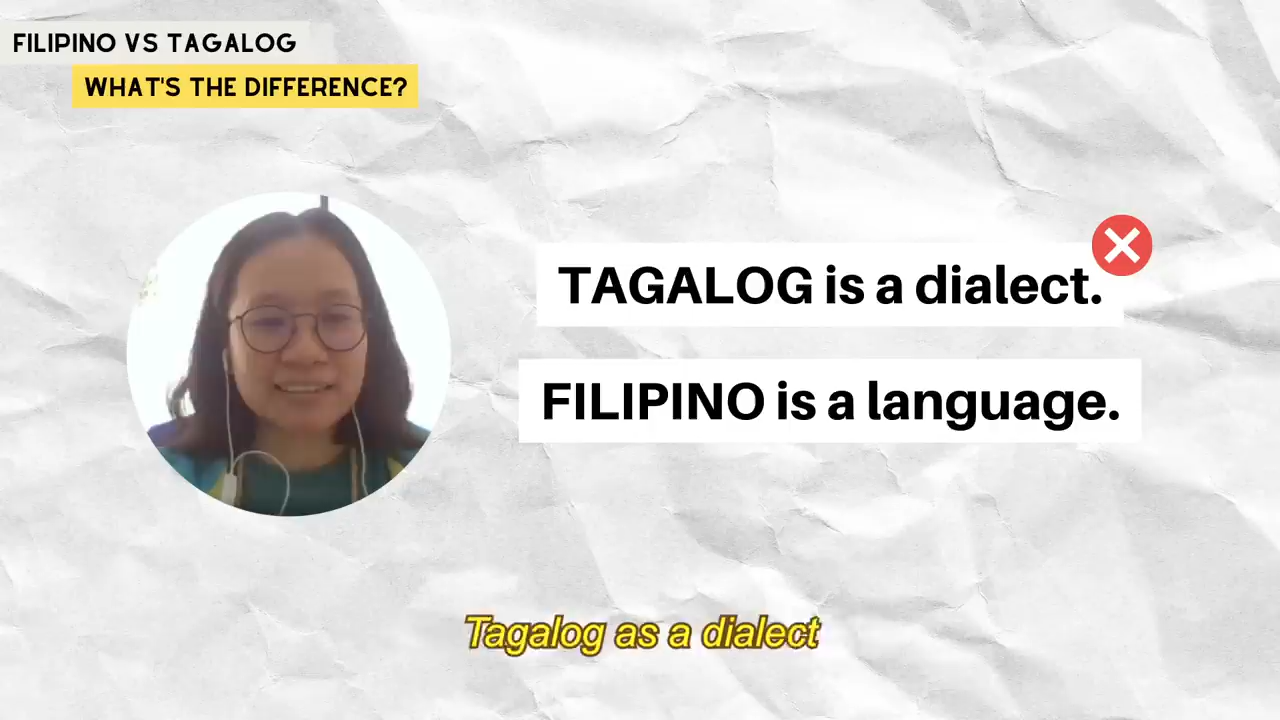 FILIPINO VS TAGALOG
WHAT'S THE DIFFERENCE?
TAGALOG is a dialect.
FILIPINO is a language.
Tagalog as a dialect